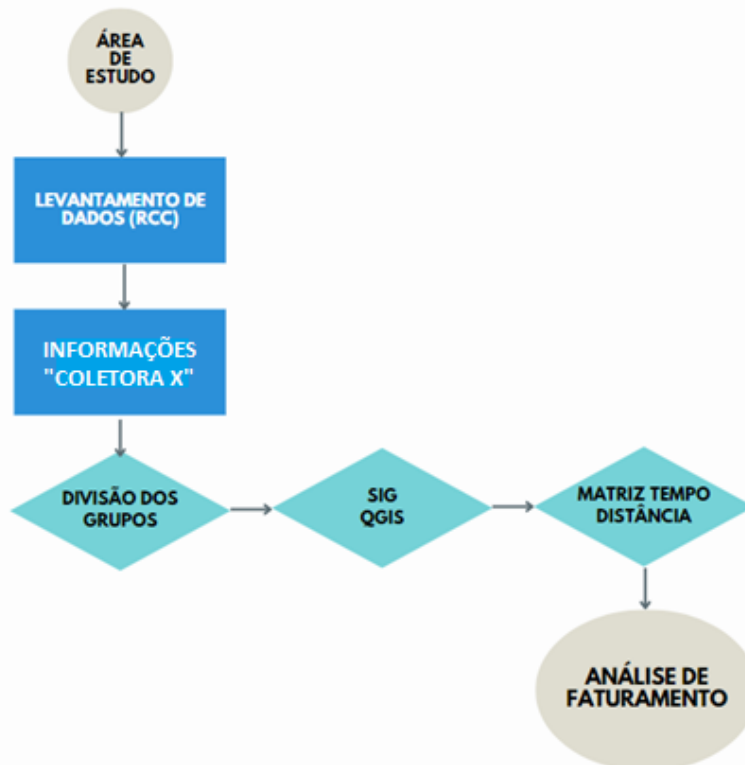 ÁREA
DE
ESTUDO
LEVANTAMENTO DE
DADOS (RCC)
INFORMAÇÕES
"COLETORA X"
DIVISÃO DOS
GRUPOS
SIG
QGIS
MATRIZ TEMPO
DISTÂNCIA
ANÁLISE DE
FATURAMENTO